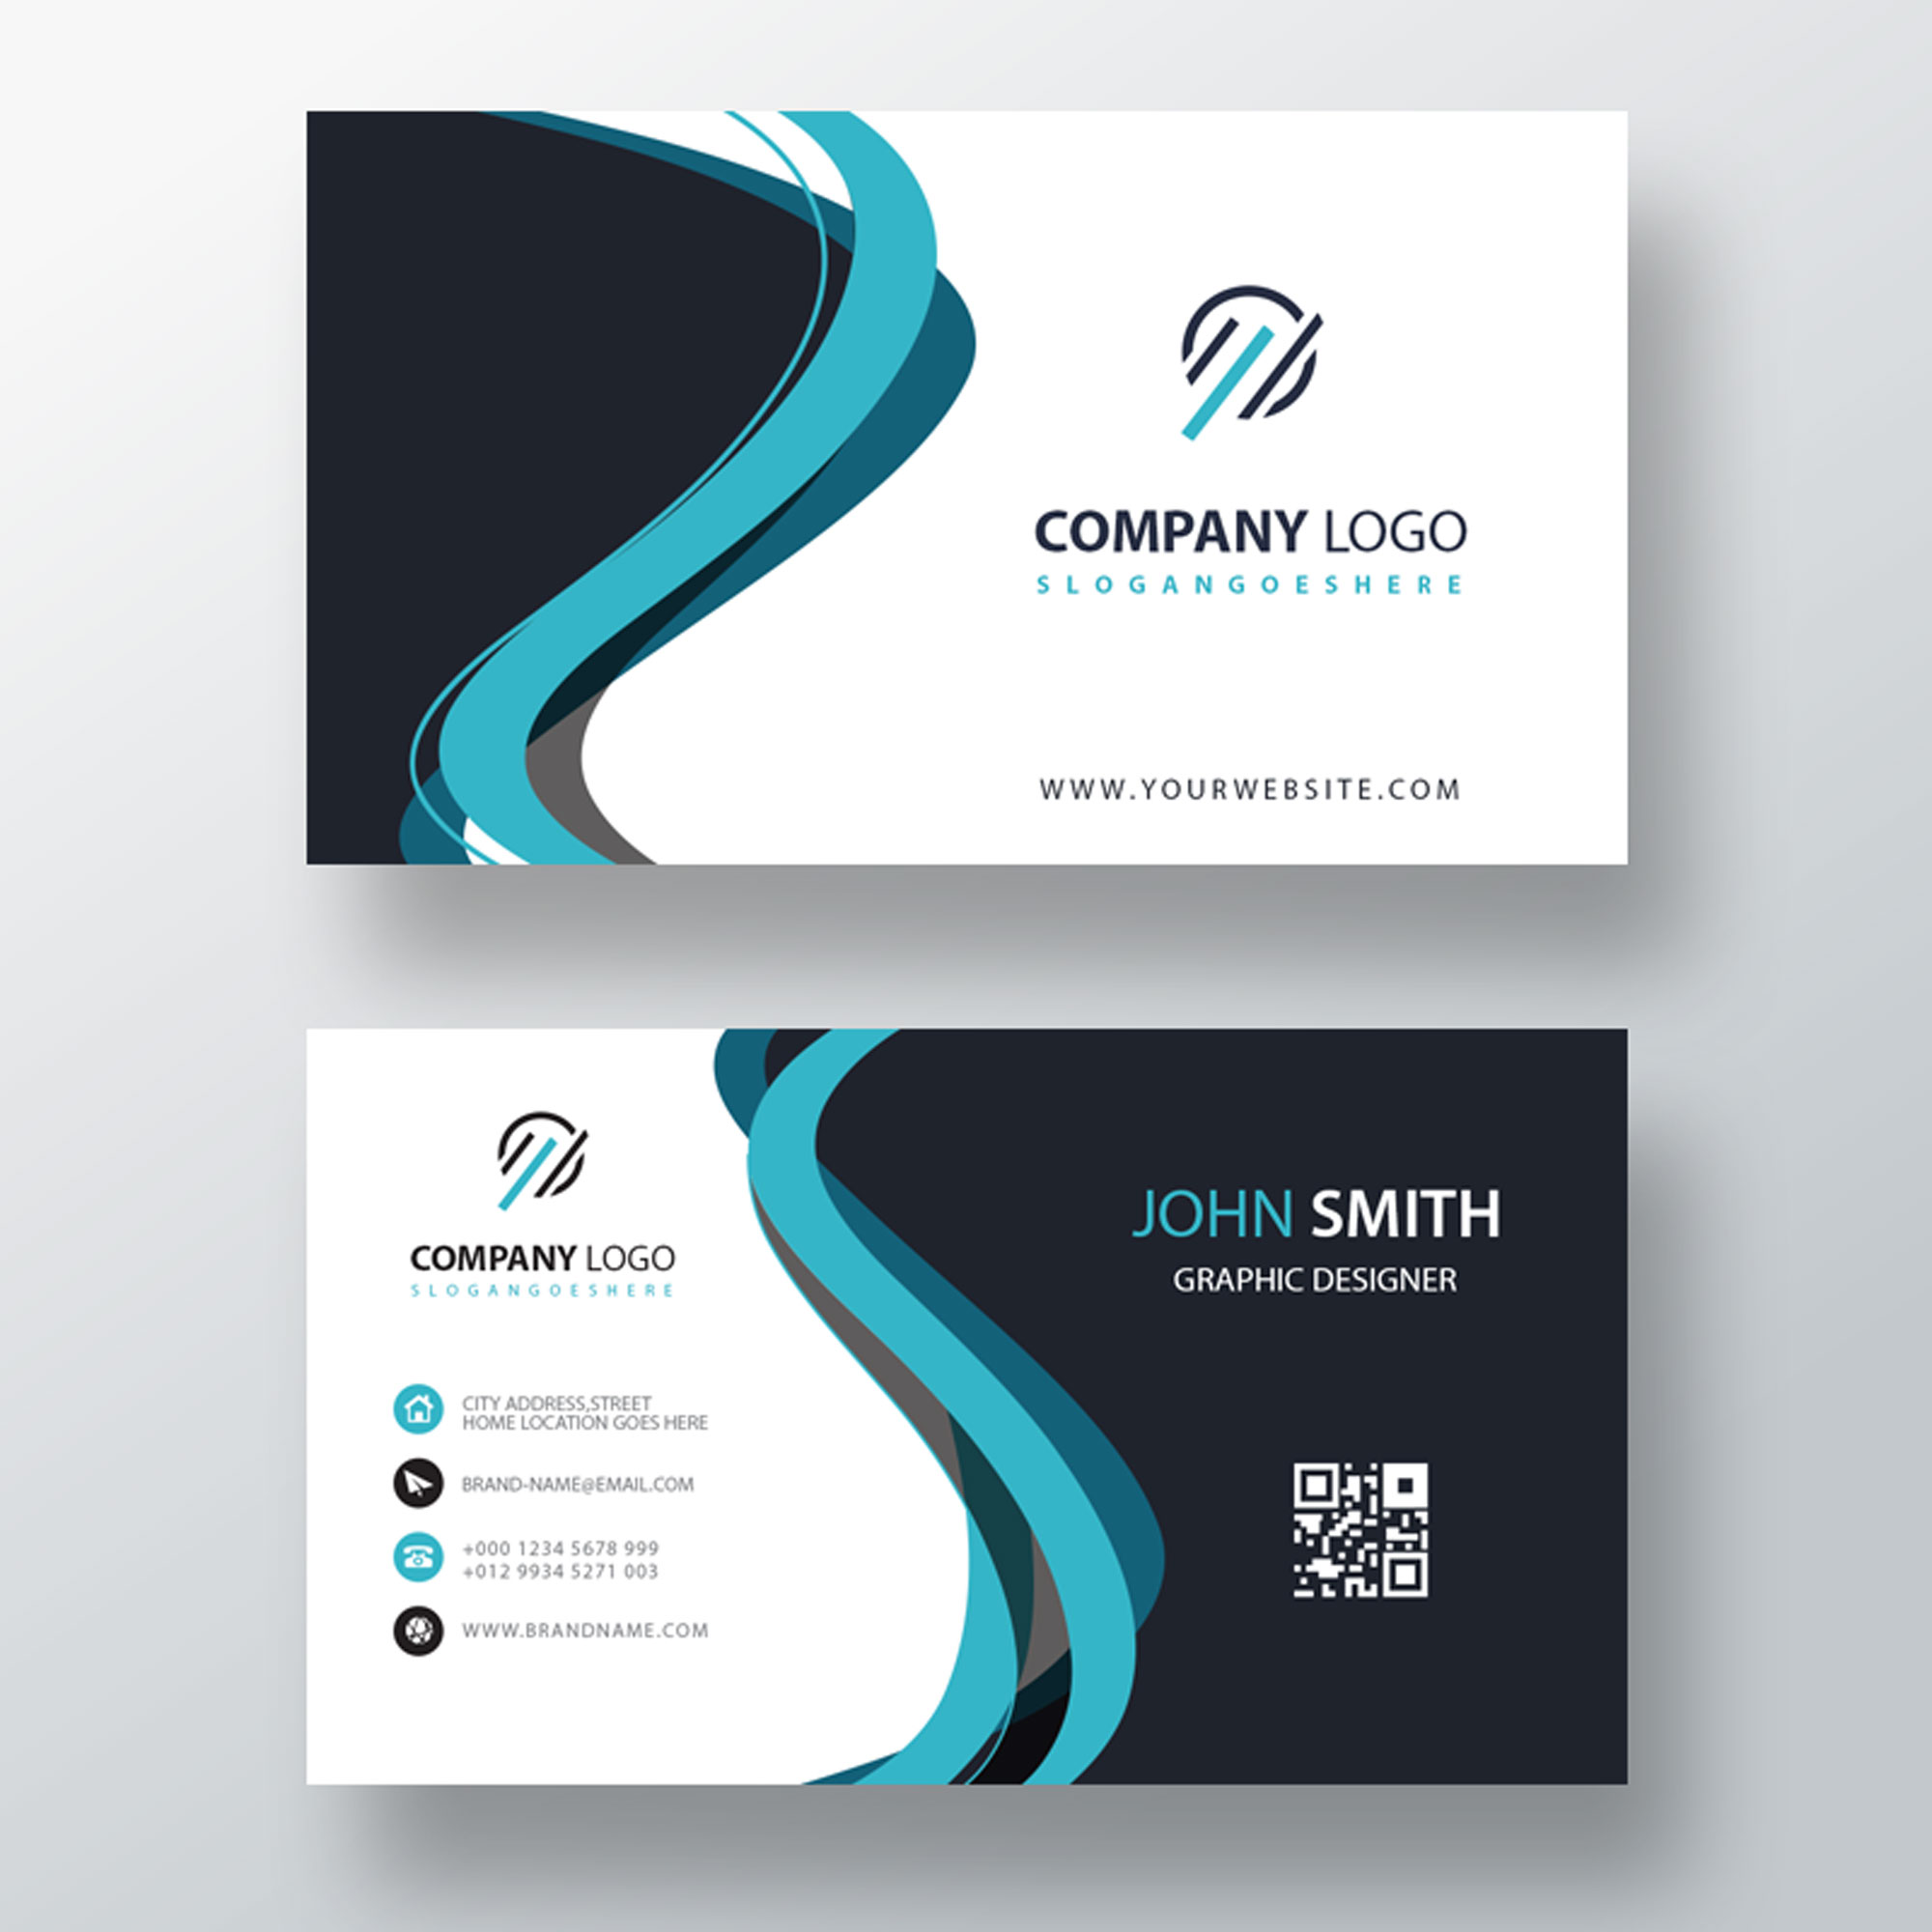 COMPANY LOGO
SLOGANGOESHERE
WWW.YOURWEBSITE.COM
COMPANY LOGO
SLOGANGOESHERE
CITY ADDRESS,STREET
HOME LOCATION GOES HERE
BRAND-NAME@EMAIL.COM
+000 1234 5678 999
+012 9934 5271 003
WWW.BRANDNAME.COM
JOHN SMITH
GRAPHIC DESIGNER